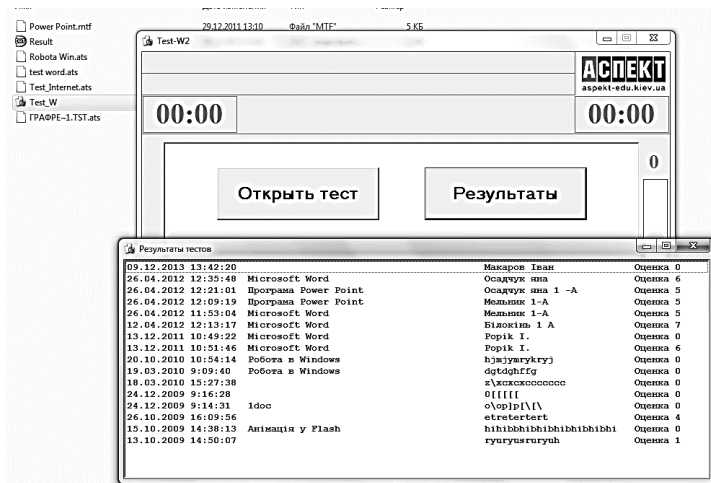 Power Point.mtf 29.12.2011 13:10 Файл "MTF" 5 КБ
Result
Robota Win.ats
test word.ats
Test_Internet.ats
Test_W
ГРАФРЕ~1.TST.ats
Test-W2
АСПЕКТ
aspekt-edu.kiev.ua
00:00 00:00
0
Открыть тест Результаты
Результаты тестов
09.12.2013 13:42:20 Макаров Іван Оценка 0
26.04.2012 12:35:48 Microsoft Word Осадчук яна Оценка 6
26.04.2012 12:21:01 Програма Power Point Осадчук яна 1 -А Оценка 5
26.04.2012 12:09:19 Програма Power Point Мельник 1-А Оценка 5
26.04.2012 11:53:04 Microsoft Word Мельник 1-А Оценка 5
12.04.2012 12:13:17 Microsoft Word Білокінь 1 А Оценка 7
13.12.2011 10:49:22 Microsoft Word Popik I. Оценка 0
13.12.2011 10:51:46 Microsoft Word Popik I. Оценка 6
20.10.2010 10:54:14 Робота в Windows hjmjymrykryj Оценка 0
19.03.2010 9:09:40 Робота в Windows dgtdghffg Оценка 0
18.03.2010 15:27:38 z\xcxcxccccccc Оценка 0
24.12.2009 9:16:28 0[[[[[ Оценка 0
24.12.2009 9:14:31 1doc o\op]p[\[\ Оценка 0
26.10.2009 16:09:56 etretertert Оценка 4
15.10.2009 14:38:13 Анімація у Flash hihibbhibhibhibhibhibhi Оценка 0
13.10.2009 14:50:07 ryuryusruryuh Оценка 1